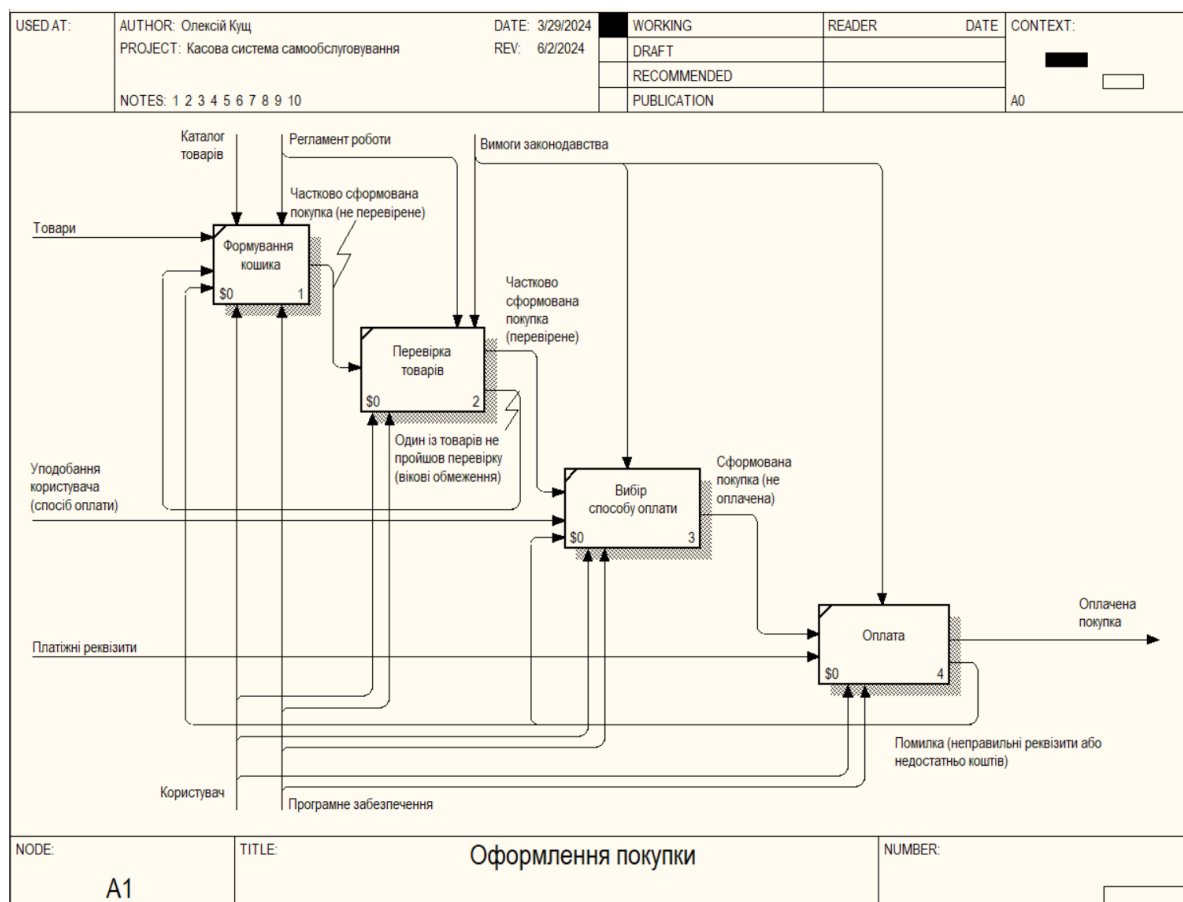 USED AT:
AUTHOR: Олексій Кущ
DATE: 3/29/2024
PROJECT: Касова система самообслуговування
REV: 6/2/2024
NOTES: 1 2 3 4 5 6 7 8 9 10
WORKING
DRAFT
RECOMMENDED
PUBLICATION
READER
DATE
CONTEXT:
A0
Каталог
товарів
Регламент роботи
Вимоги законодавства
Частково сформована
покупка (не перевірене)
Товари
Формування
кошика
$0
1
Частково
сформована
покупка
(перевірене)
Перевірка
товарів
$0
2
Один із товарів не
пройшов перевірку
(вікові обмеження)
Уподобання
користувача
(спосіб оплати)
Сформована
покупка (не
оплачена)
Вибір
способу оплати
$0
3
Оплачена
покупка
Оплата
$0
4
Платіжні реквізити
Помилка (неправильні реквізити або
недостатньо коштів)
Користувач
Програмне забезпечення
NODE:
A1
TITLE:
Оформлення покупки
NUMBER: